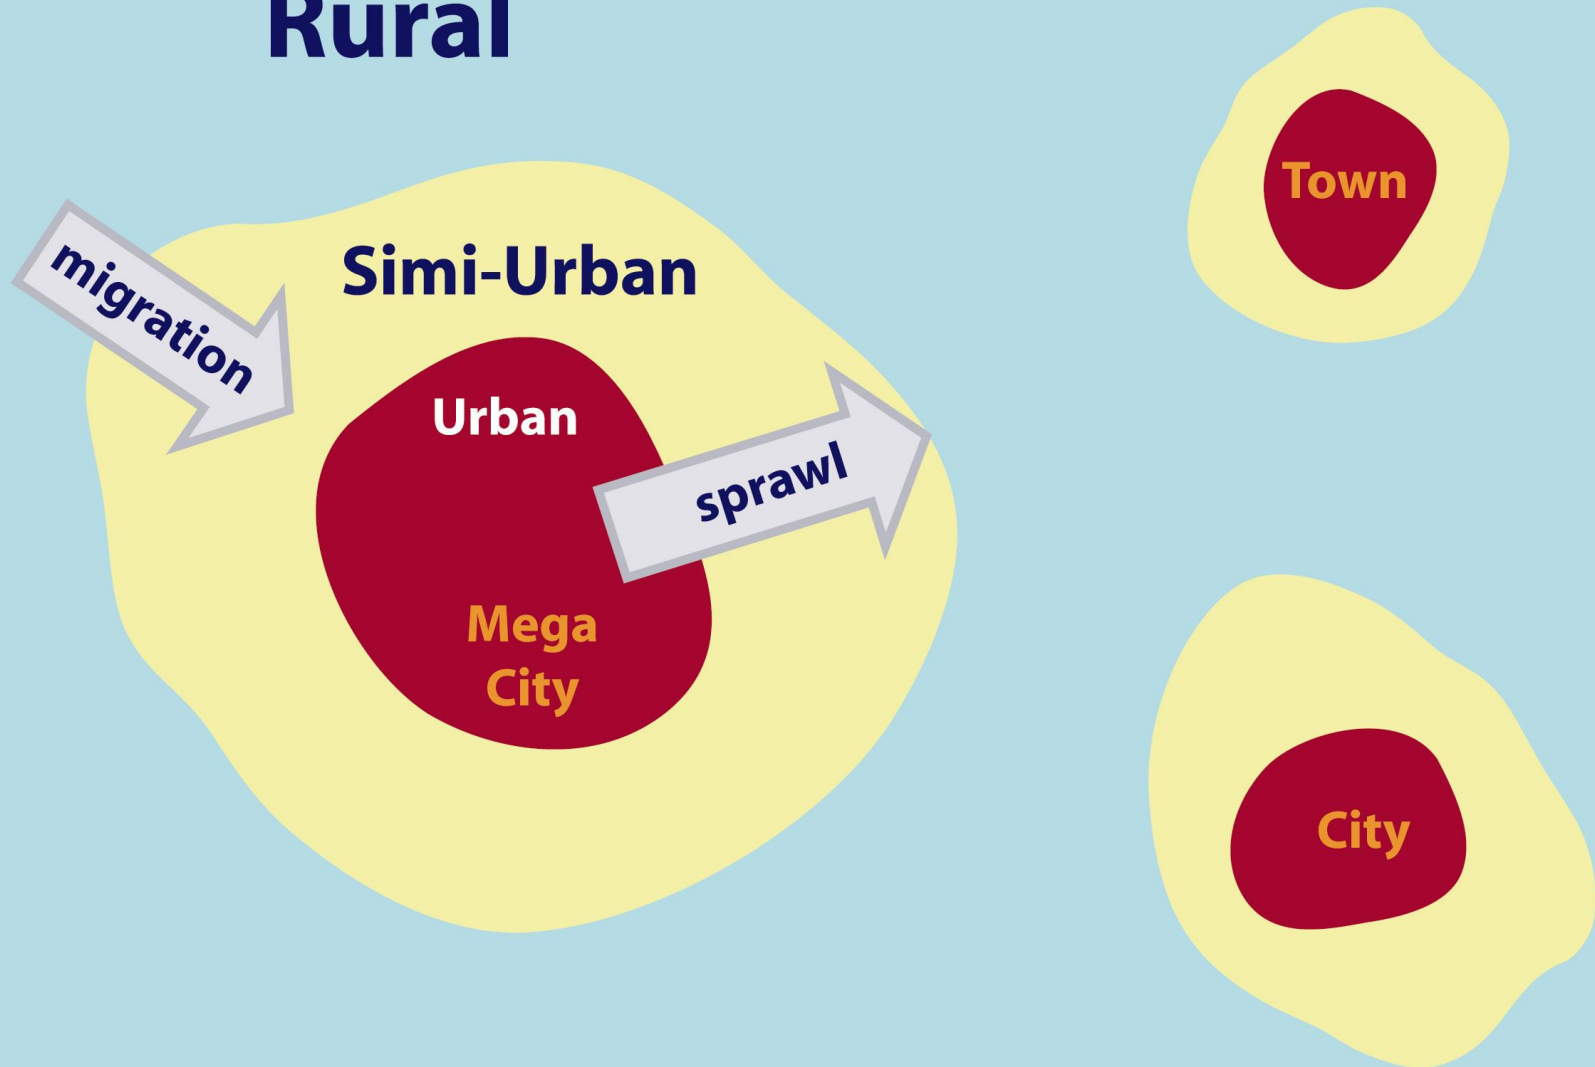 Rural
Town
migration
Simi-Urban
Urban
sprawl
Mega
City
City